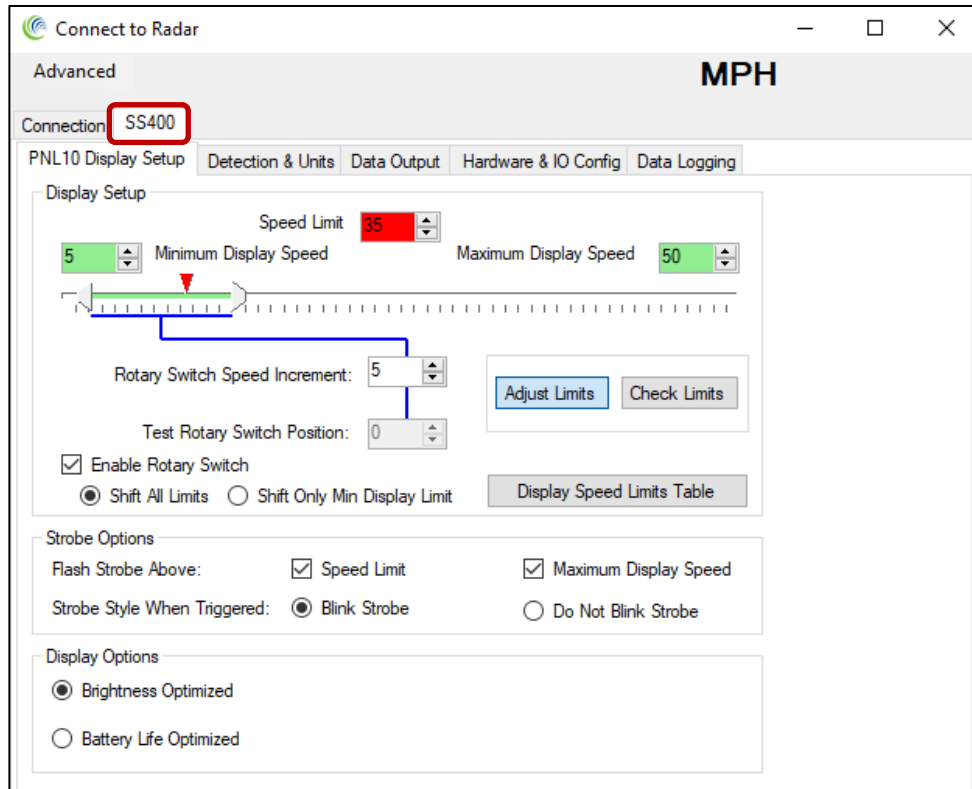 Connect to Radar
Advanced
MPH
Connection SS400
PNL10 Display Setup Detection & Units Data Output Hardware & IO Config Data Logging
Display Setup
Speed Limit 35
5 Minimum Display Speed Maximum Display Speed 50
Rotary Switch Speed Increment: 5
Adjust Limits Check Limits
Test Rotary Switch Position: 0
Enable Rotary Switch
Shift All Limits Shift Only Min Display Limit Display Speed Limits Table
Strobe Options
Flash Strobe Above: Speed Limit Maximum Display Speed
Strobe Style When Triggered: Blink Strobe Do Not Blink Strobe
Display Options
Brightness Optimized
Battery Life Optimized